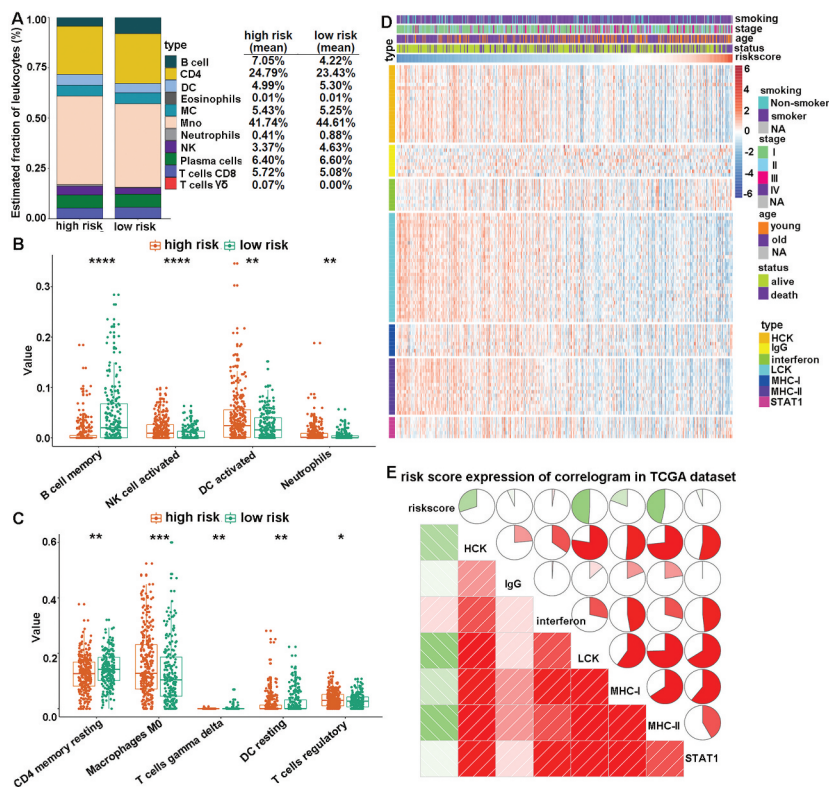 A
high risk (mean)
low risk (mean)
type
B cell 7.05% 4.22%
CD4 24.79% 23.43%
DC 4.99% 5.30%
Eosinophils 0.01% 0.01%
MC 5.43% 5.25%
Mno 41.74% 44.61%
Neutrophils 0.41% 0.88%
NK 3.37% 4.63%
Plasma cells 6.40% 6.60%
T cells CD8 5.72% 5.08%
T cells Yδ 0.07% 0.00%
Estimated fraction of leukocytes (%)
1.00
0.75
0.50
0.25
0.00
high risk
low risk
B
high risk low risk
**** **** ** **
Value
0.3
0.2
0.1
0.0
B cell memory
NK cell activated
DC activated
Neutrophils
C
high risk low risk
** *** ** ** *
Value
0.6
0.4
0.2
0.0
CD4 memory resting
Macrophages M0
T cells gamma delta
DC resting
T cells regulatory
D
smoking
stage
age
status
riskscore
type
6
4
2
0
-2
-4
-6
smoking
Non-smoker
smoker
NA
stage
I
II
III
IV
NA
age
young
old
NA
status
alive
death
type
HCK
IgG
interferon
LCK
MHC-I
MHC-II
STAT1
E
risk score expression of correlogram in TCGA dataset
riskscore
HCK
IgG
interferon
LCK
MHC-I
MHC-II
STAT1